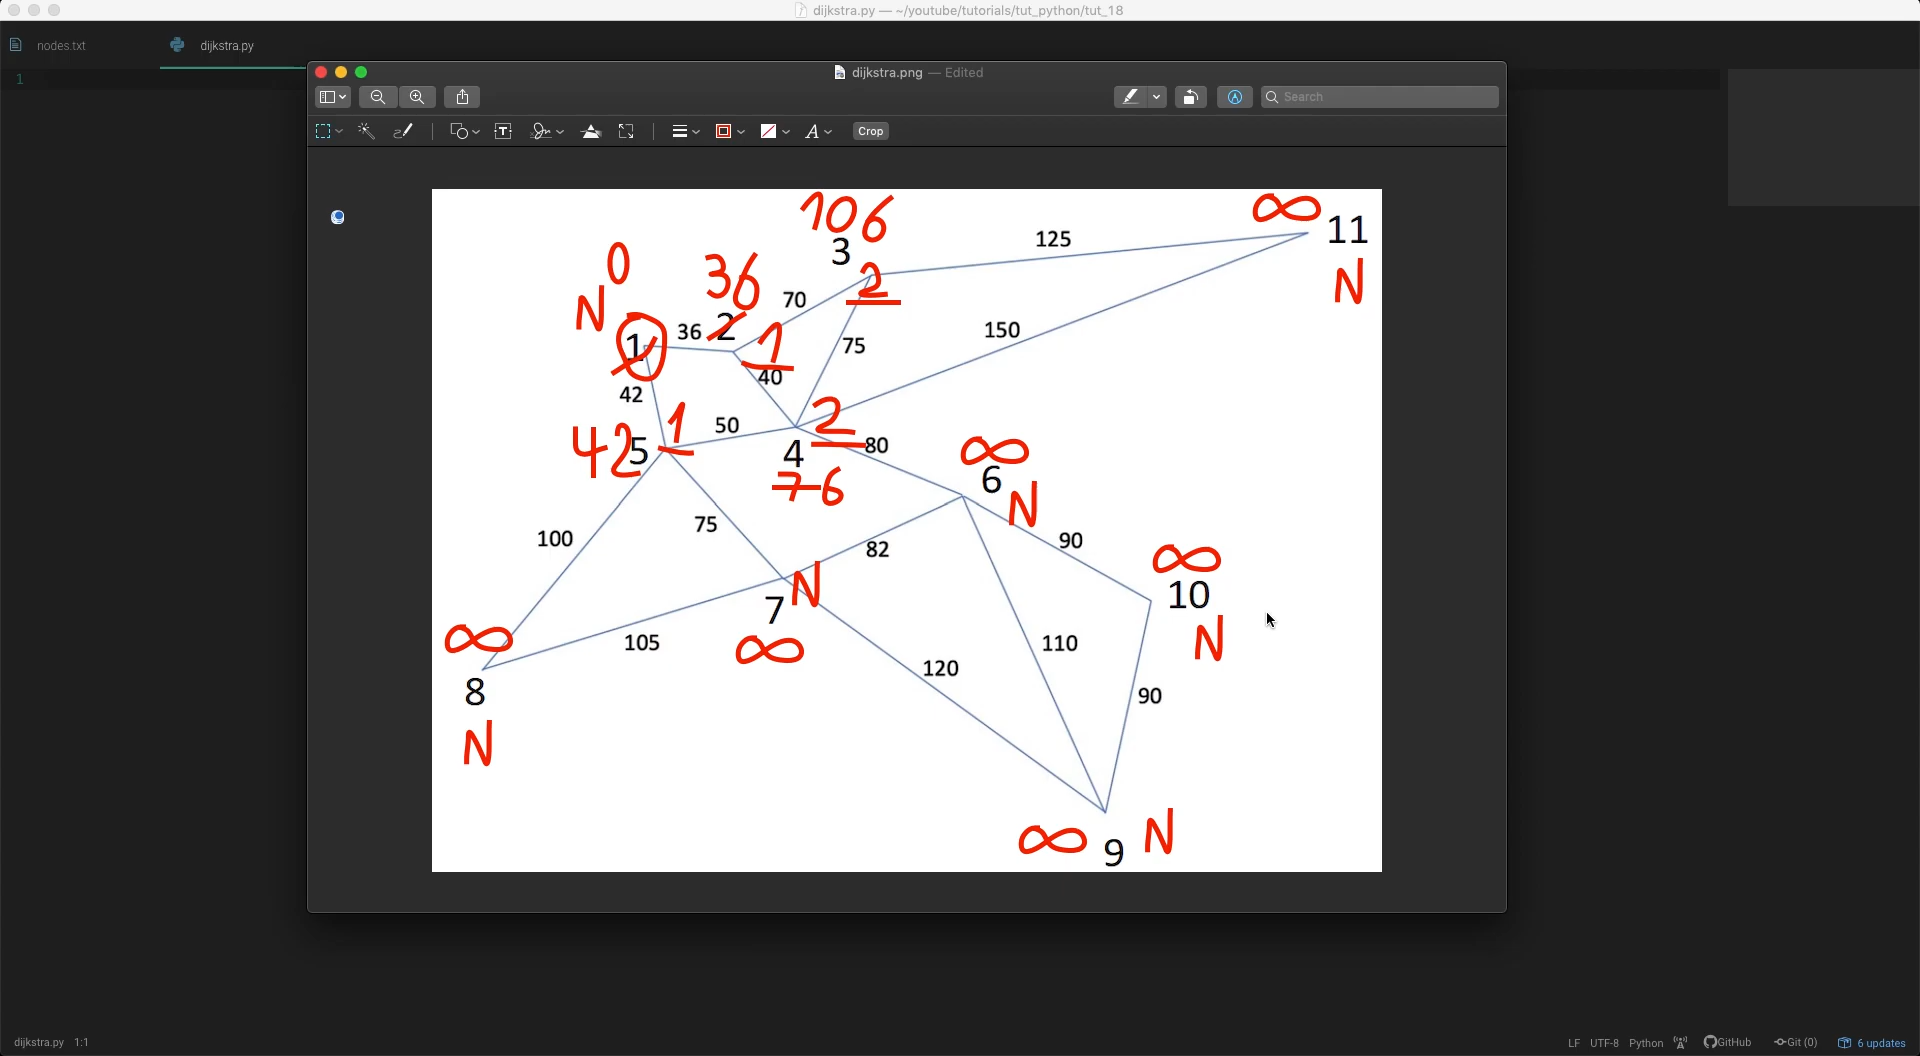 dijkstra.py — ~/youtube/tutorials/tut_python/tut_18
nodes.txt
dijkstra.py
1
dijkstra.png — Edited
Search
Crop
106
∞
11
3
125
0
36
2
N
N
70
36
2
1
150
1
75
40
42
1
2
50
42
5
4
80
∞
76
6
N
100
75
82
90
∞
N
10
7
∞
105
∞
N
110
120
8
90
N
∞
9
N
dijkstra.py 1:1
LF UTF-8 Python GitHub Git (0) 6 updates